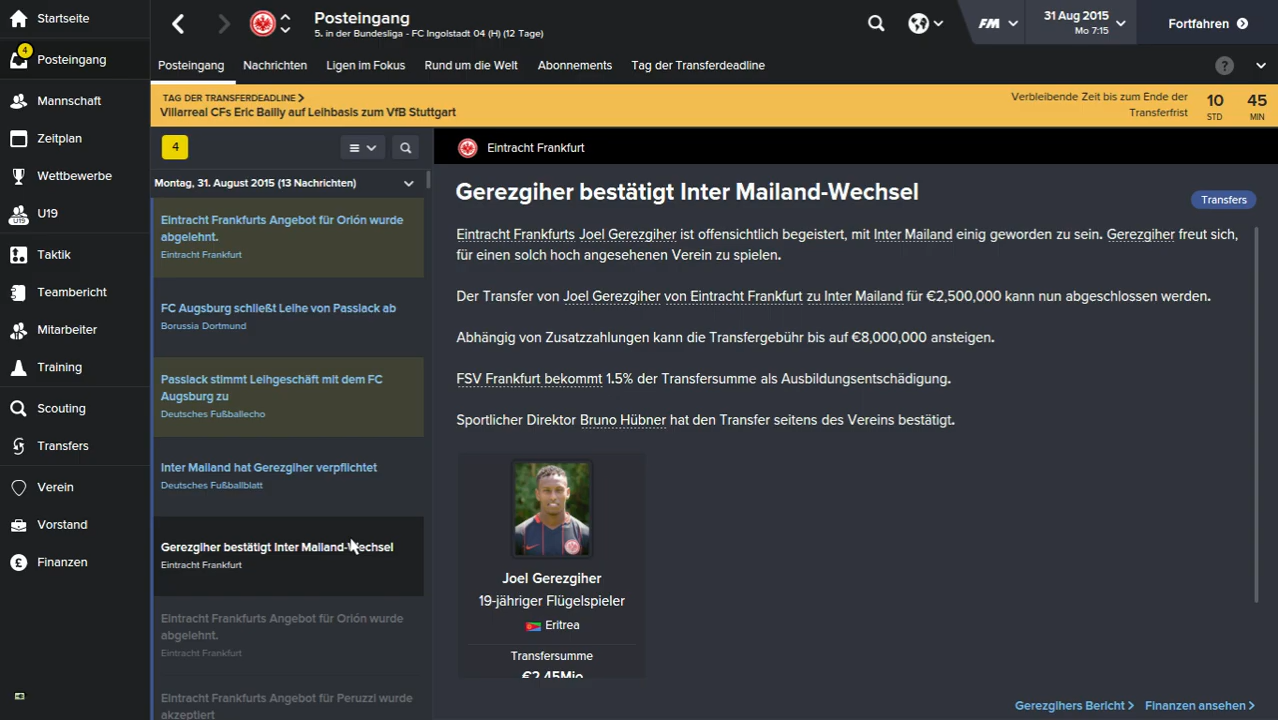 Startseite
4
Posteingang
Mannschaft
Zeitplan
Wettbewerbe
U19
U19
Taktik
Teambericht
Mitarbeiter
Training
Scouting
Transfers
Verein
Vorstand
£
Finanzen
Posteingang
5. in der Bundesliga - FC Ingolstadt 04 (H) (12 Tage)
FM
31 Aug 2015
Mo 7:15
Fortfahren
Posteingang
Nachrichten
Ligen im Fokus
Rund um die Welt
Abonnements
Tag der Transferdeadline
?
TAG DER TRANSFERDEADLINE
Villarreal CFs Eric Bailly auf Leihbasis zum VfB Stuttgart
Verbleibende Zeit bis zum Ende der
Transferfrist
10
STD
45
MIN
4
Montag, 31. August 2015 (13 Nachrichten)
Eintracht Frankfurts Angebot für Orión wurde
abgelehnt.
Eintracht Frankfurt
FC Augsburg schließt Leihe von Passlack ab
Borussia Dortmund
Passlack stimmt Leihgeschäft mit dem FC
Augsburg zu
Deutsches Fußballecho
Inter Mailand hat Gerezgiher verpflichtet
Deutsches Fußballblatt
Gerezgiher bestätigt Inter Mailand-Wechsel
Eintracht Frankfurt
Eintracht Frankfurts Angebot für Orión wurde
abgelehnt.
Eintracht Frankfurt
Eintracht Frankfurts Angebot für Peruzzi wurde
akzeptiert
Eintracht Frankfurt
Gerezgiher bestätigt Inter Mailand-Wechsel
Transfers
Eintracht Frankfurts Joel Gerezgiher ist offensichtlich begeistert, mit Inter Mailand einig geworden zu sein. Gerezgiher freut sich,
für einen solch hoch angesehenen Verein zu spielen.
Der Transfer von Joel Gerezgiher von Eintracht Frankfurt zu Inter Mailand für €2,500,000 kann nun abgeschlossen werden.
Abhängig von Zusatzzahlungen kann die Transfergebühr bis auf €8,000,000 ansteigen.
FSV Frankfurt bekommt 1.5% der Transfersumme als Ausbildungsentschädigung.
Sportlicher Direktor Bruno Hübner hat den Transfer seitens des Vereins bestätigt.
Joel Gerezgiher
19-jähriger Flügelspieler
Eritrea
Transfersumme
€2.45Mio
Gerezgihers Bericht
Finanzen ansehen